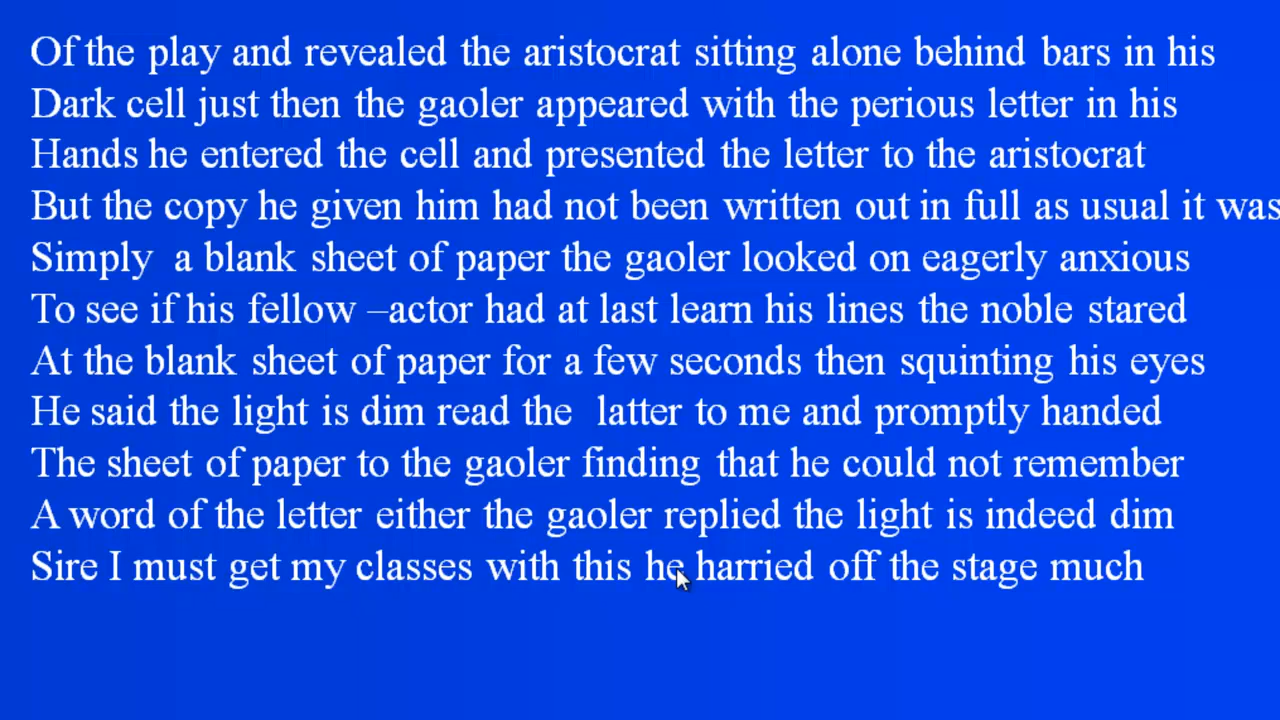 Of the play and revealed the aristocrat sitting alone behind bars in his
Dark cell just then the gaoler appeared with the perious letter in his
Hands he entered the cell and presented the letter to the aristocrat
But the copy he given him had not been written out in full as usual it was
Simply a blank sheet of paper the gaoler looked on eagerly anxious
To see if his fellow –actor had at last learn his lines the noble stared
At the blank sheet of paper for a few seconds then squinting his eyes
He said the light is dim read the latter to me and promptly handed
The sheet of paper to the gaoler finding that he could not remember
A word of the letter either the gaoler replied the light is indeed dim
Sire I must get my classes with this he harried off the stage much